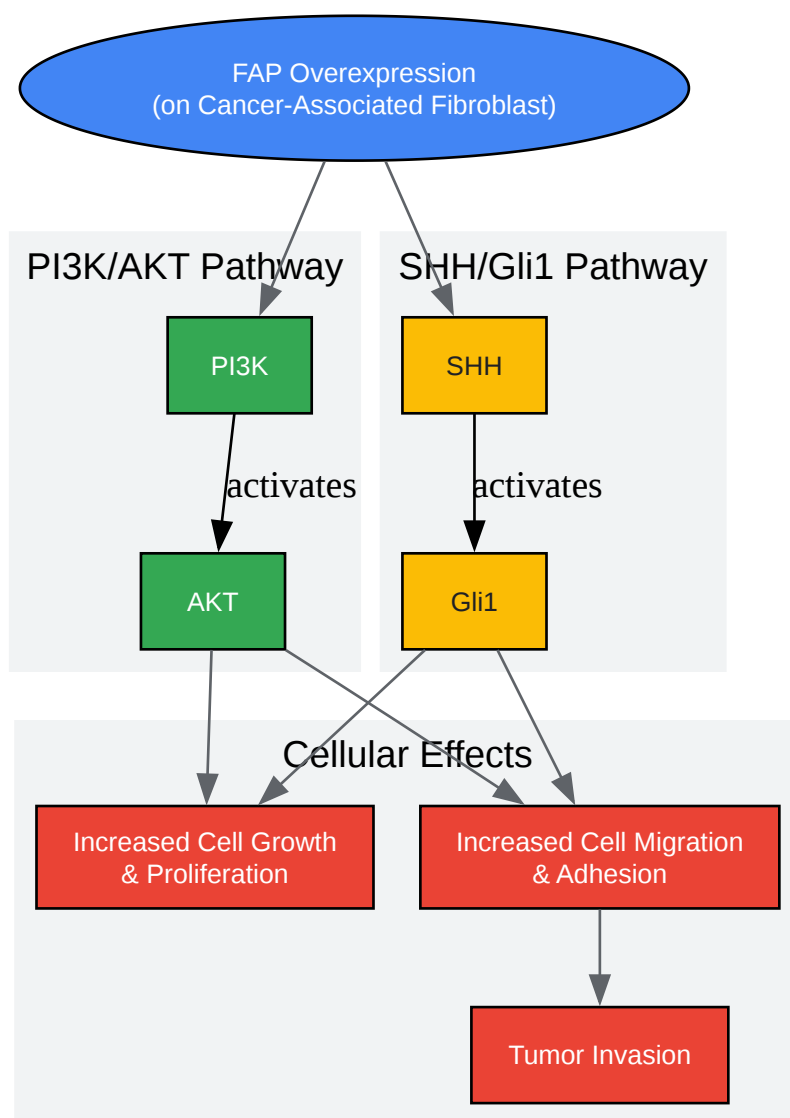 FAP Overexpression
(on Cancer-Associated Fibroblast)
PI3K/AKT Pathway
SHH/Gli1 Pathway
PI3K
SHH
activates
activates
AKT
Gli1
Cellular Effects
Increased Cell Growth
& Proliferation
Increased Cell Migration
& Adhesion
Tumor Invasion